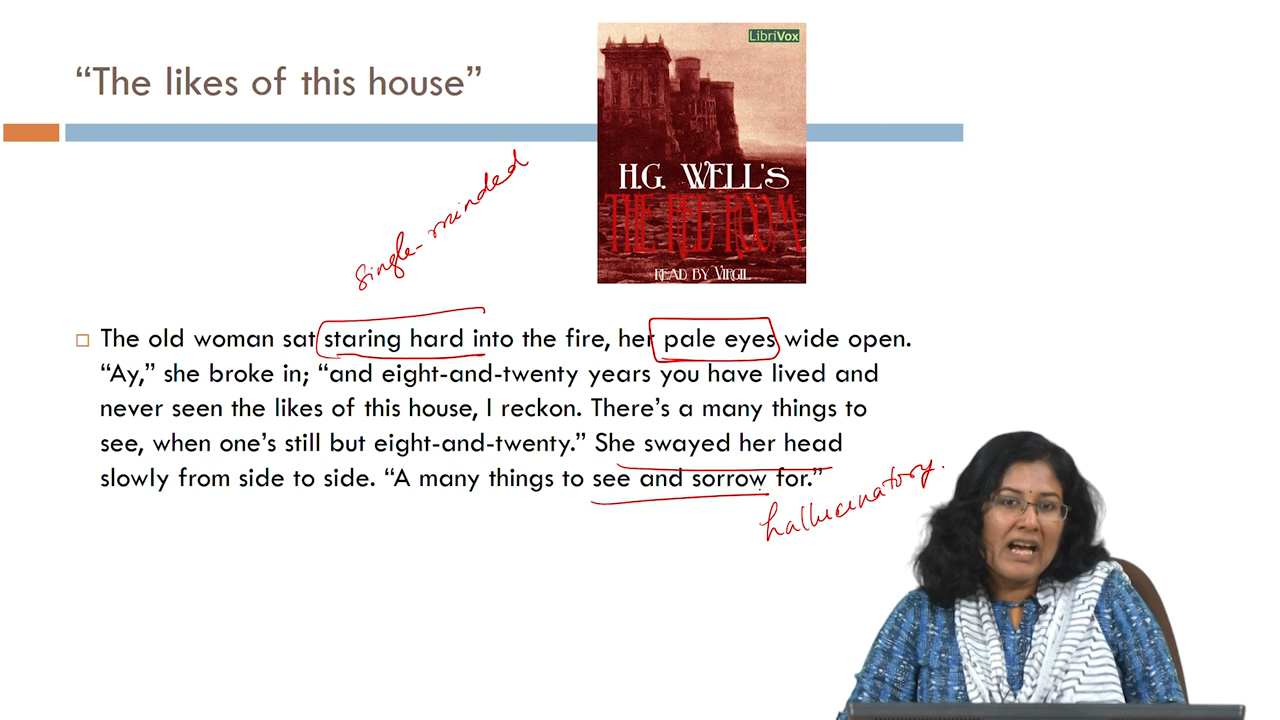 “The likes of this house”
LibriVox
H.G. WELL'S
THE RED ROOM
READ BY VIRGIL
single-minded
The old woman sat staring hard into the fire, her pale eyes wide open.
“Ay,” she broke in; “and eight-and-twenty years you have lived and
never seen the likes of this house, I reckon. There’s a many things to
see, when one’s still but eight-and-twenty.” She swayed her head
slowly from side to side. “A many things to see and sorrow for.”
hallucinatory.